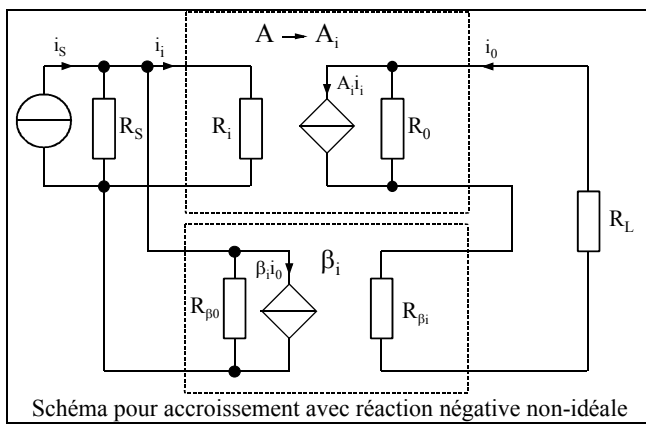 A → A_i
i_S
i_i
i_0
A_i i_i
R_S
R_i
R_0
R_L
β_i i_0
β_i
R_β0
R_βi
Schéma pour accroissement avec réaction négative non-idéale